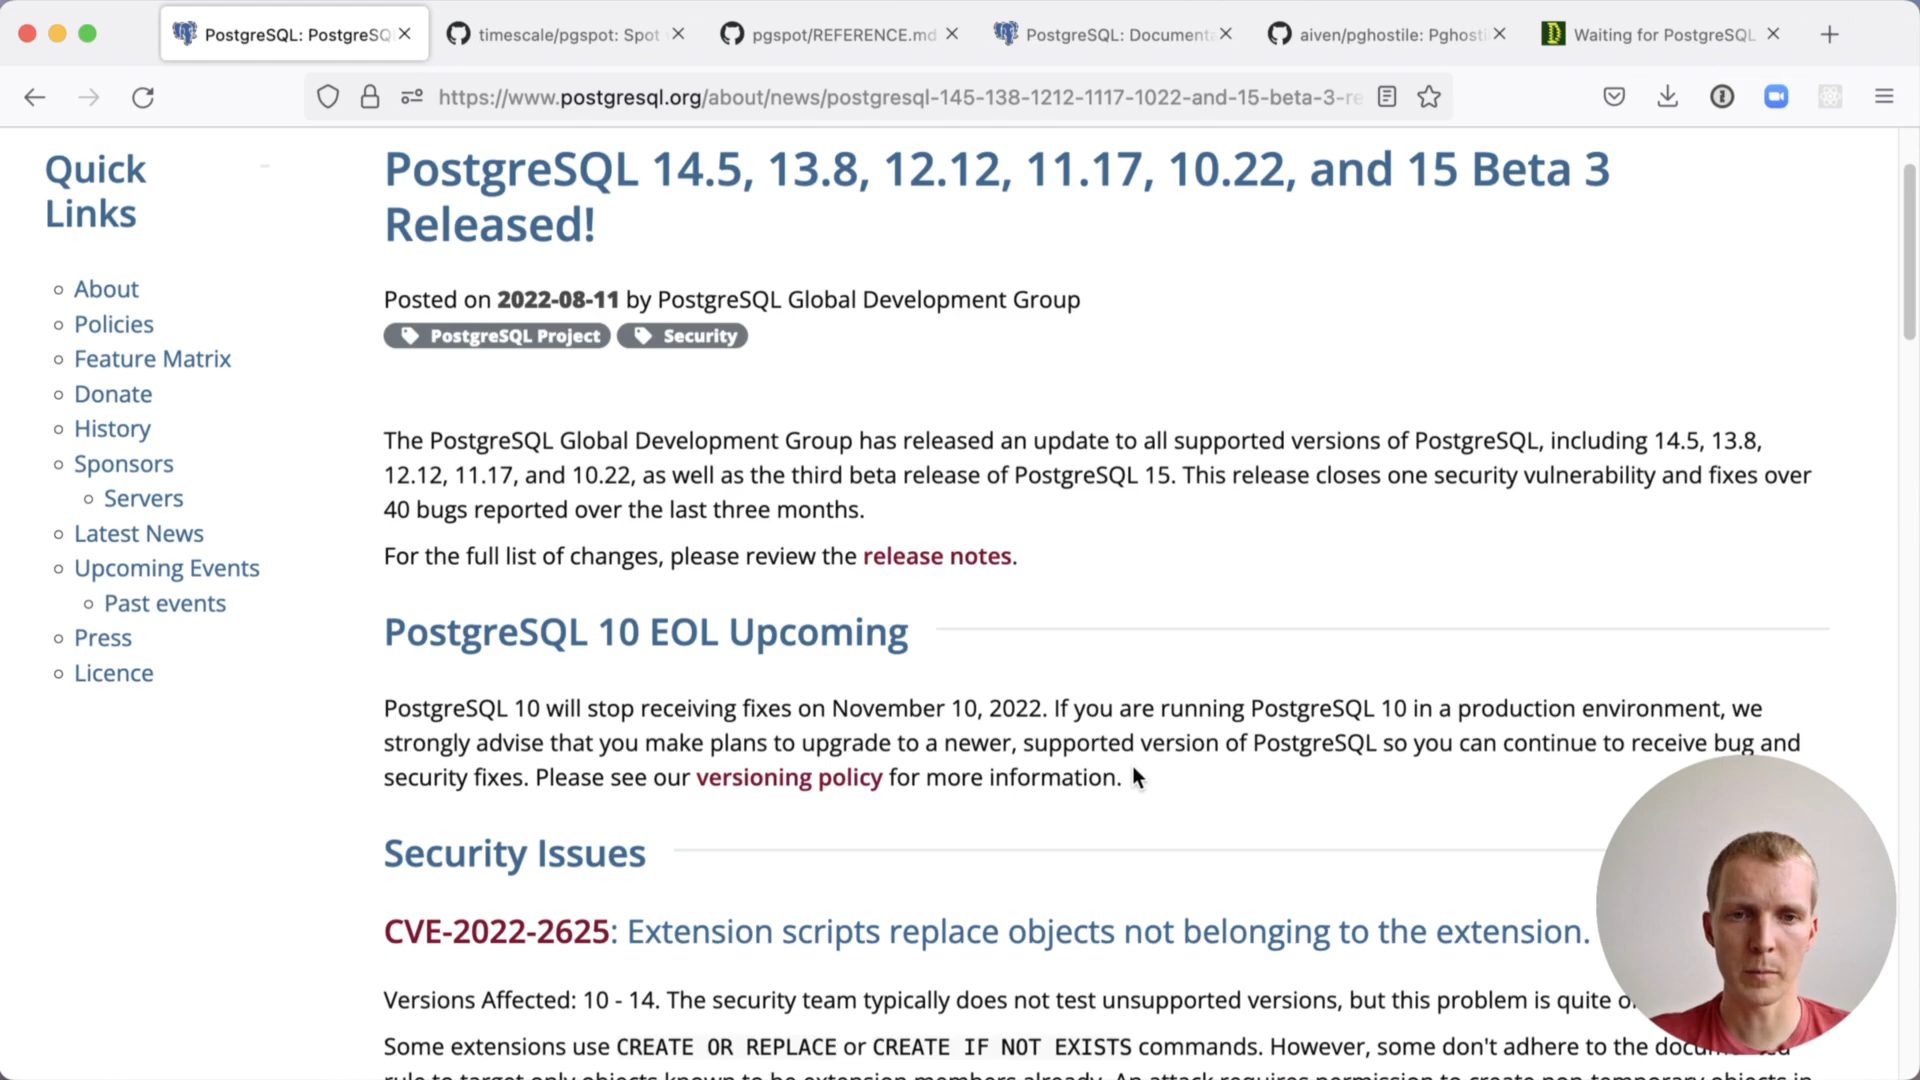 PostgreSQL: PostgreSQ
timescale/pgspot: Spot
pgspot/REFERENCE.md
PostgreSQL: Documenta
aiven/pghostile: Pghosti
Waiting for PostgreSQL
https://www.postgresql.org/about/news/postgresql-145-138-1212-1117-1022-and-15-beta-3-re
Quick
Links
About
Policies
Feature Matrix
Donate
History
Sponsors
Servers
Latest News
Upcoming Events
Past events
Press
Licence
PostgreSQL 14.5, 13.8, 12.12, 11.17, 10.22, and 15 Beta 3
Released!
Posted on 2022-08-11 by PostgreSQL Global Development Group
PostgreSQL Project Security
The PostgreSQL Global Development Group has released an update to all supported versions of PostgreSQL, including 14.5, 13.8,
12.12, 11.17, and 10.22, as well as the third beta release of PostgreSQL 15. This release closes one security vulnerability and fixes over
40 bugs reported over the last three months.
For the full list of changes, please review the release notes.
PostgreSQL 10 EOL Upcoming
PostgreSQL 10 will stop receiving fixes on November 10, 2022. If you are running PostgreSQL 10 in a production environment, we
strongly advise that you make plans to upgrade to a newer, supported version of PostgreSQL so you can continue to receive bug and
security fixes. Please see our versioning policy for more information.
Security Issues
CVE-2022-2625: Extension scripts replace objects not belonging to the extension.
Versions Affected: 10 - 14. The security team typically does not test unsupported versions, but this problem is quite
Some extensions use CREATE OR REPLACE or CREATE IF NOT EXISTS commands. However, some don't adhere to the